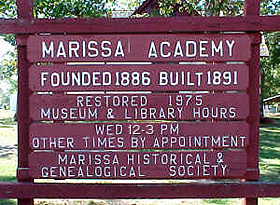 MARISSA ACADEMY
FOUNDED 1886 BUILT 1891
RESTORED 1975
MUSEUM & LIBRARY HOURS
WED 12-3 PM
OTHER TIMES BY APPOINTMENT
MARISSA HISTORICAL &
GENEALOGICAL SOCIETY